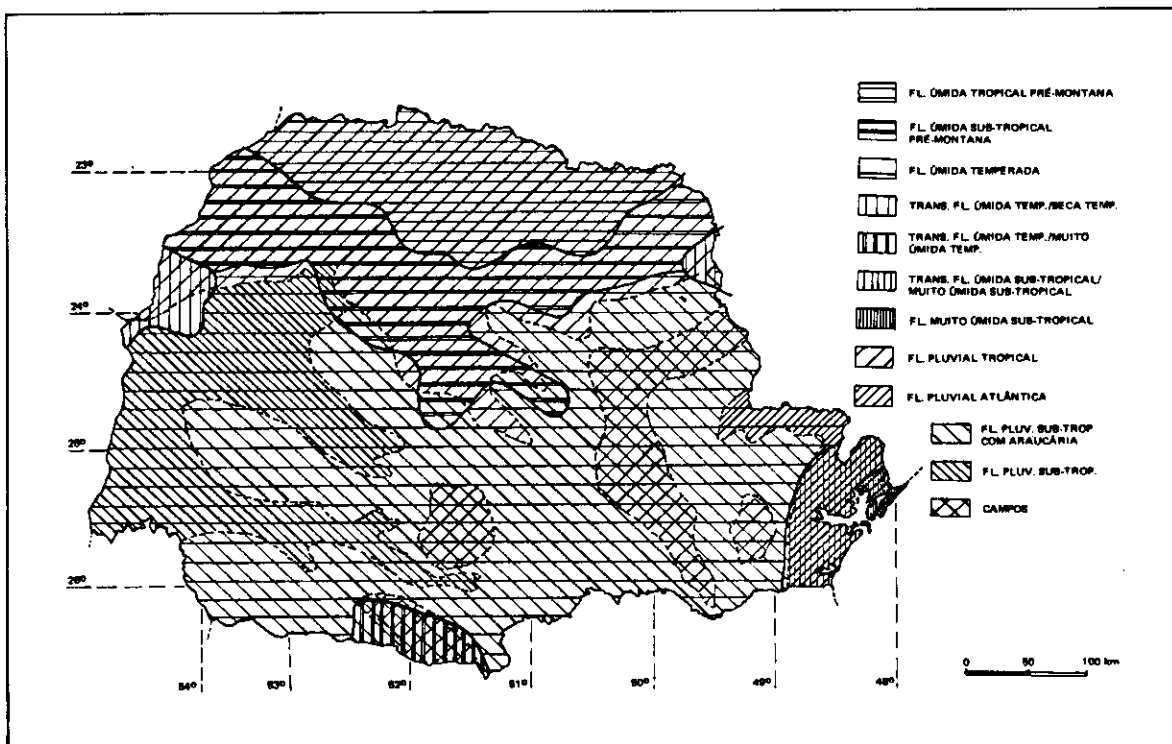 FL. ÚMIDA TROPICAL PRÉ-MONTANA
FL. ÚMIDA SUB-TROPICAL
PRÉ-MONTANA
FL. ÚMIDA TEMPERADA
TRANS. FL. ÚMIDA TEMP./SECA TEMP.
TRANS. FL. ÚMIDA TEMP./MUITO
ÚMIDA TEMP.
TRANS. FL. ÚMIDA SUB-TROPICAL/
MUITO ÚMIDA SUB-TROPICAL
FL. MUITO ÚMIDA SUB-TROPICAL
FL. PLUVIAL TROPICAL
FL. PLUVIAL ATLÂNTICA
FL. PLUV. SUB-TROP
COM ARAUCÁRIA
FL. PLUV. SUB-TROP.
CAMPOS
23º
24º
25º
26º
54º 53º 52º 51º 50º 49º 48º
0 50 100 km